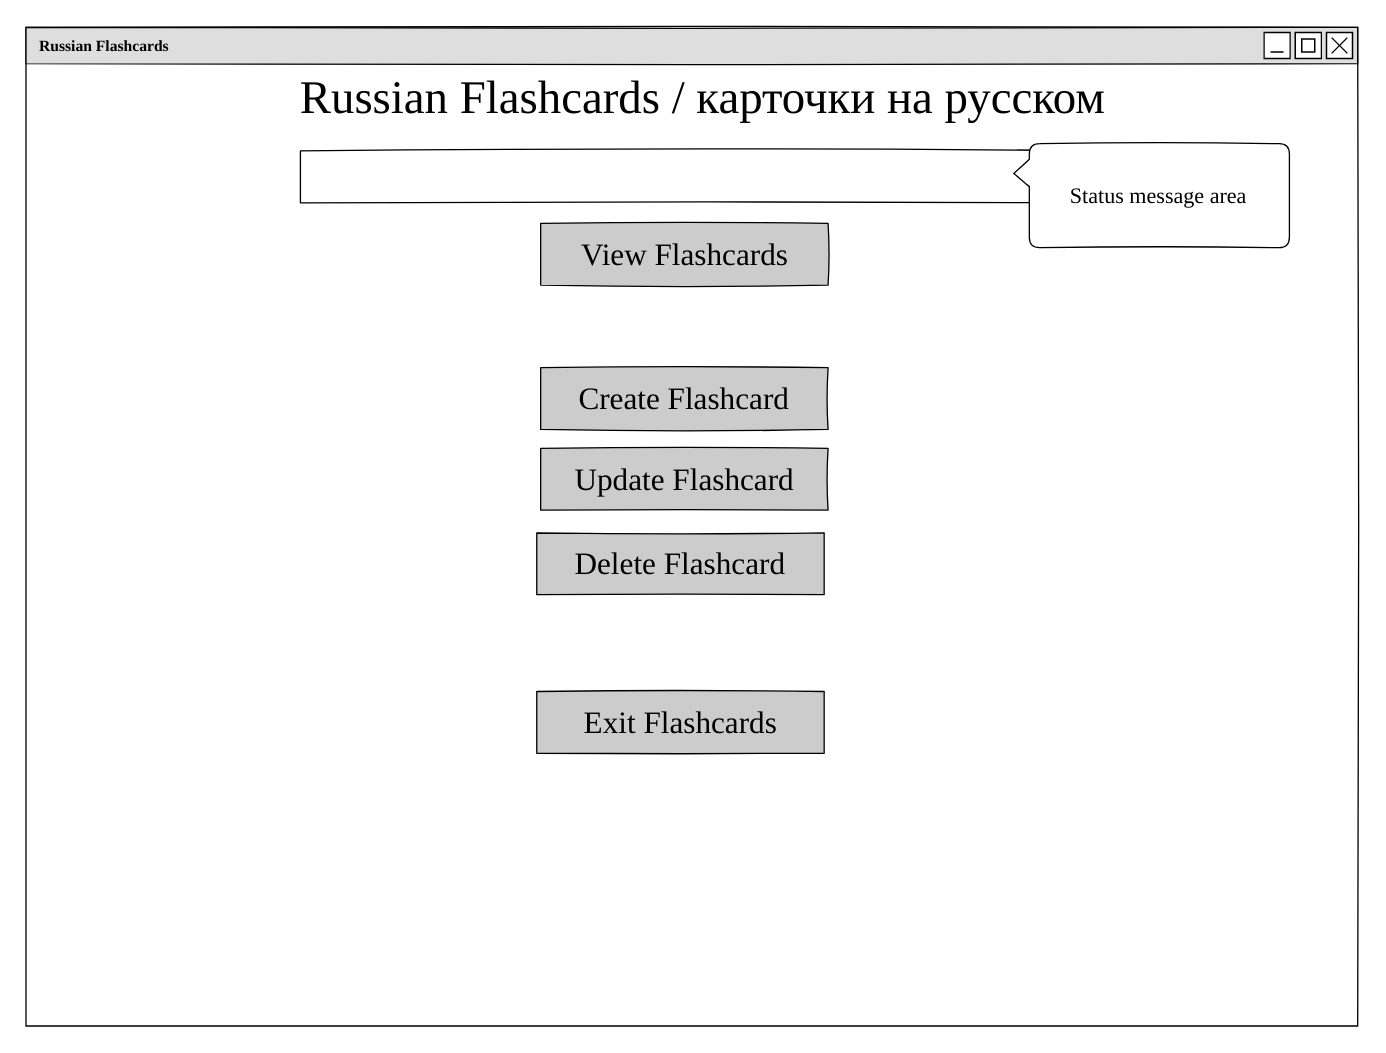 Russian Flashcards
Russian Flashcards / карточки на русском
Status message area
View Flashcards
Create Flashcard
Update Flashcard
Delete Flashcard
Exit Flashcards